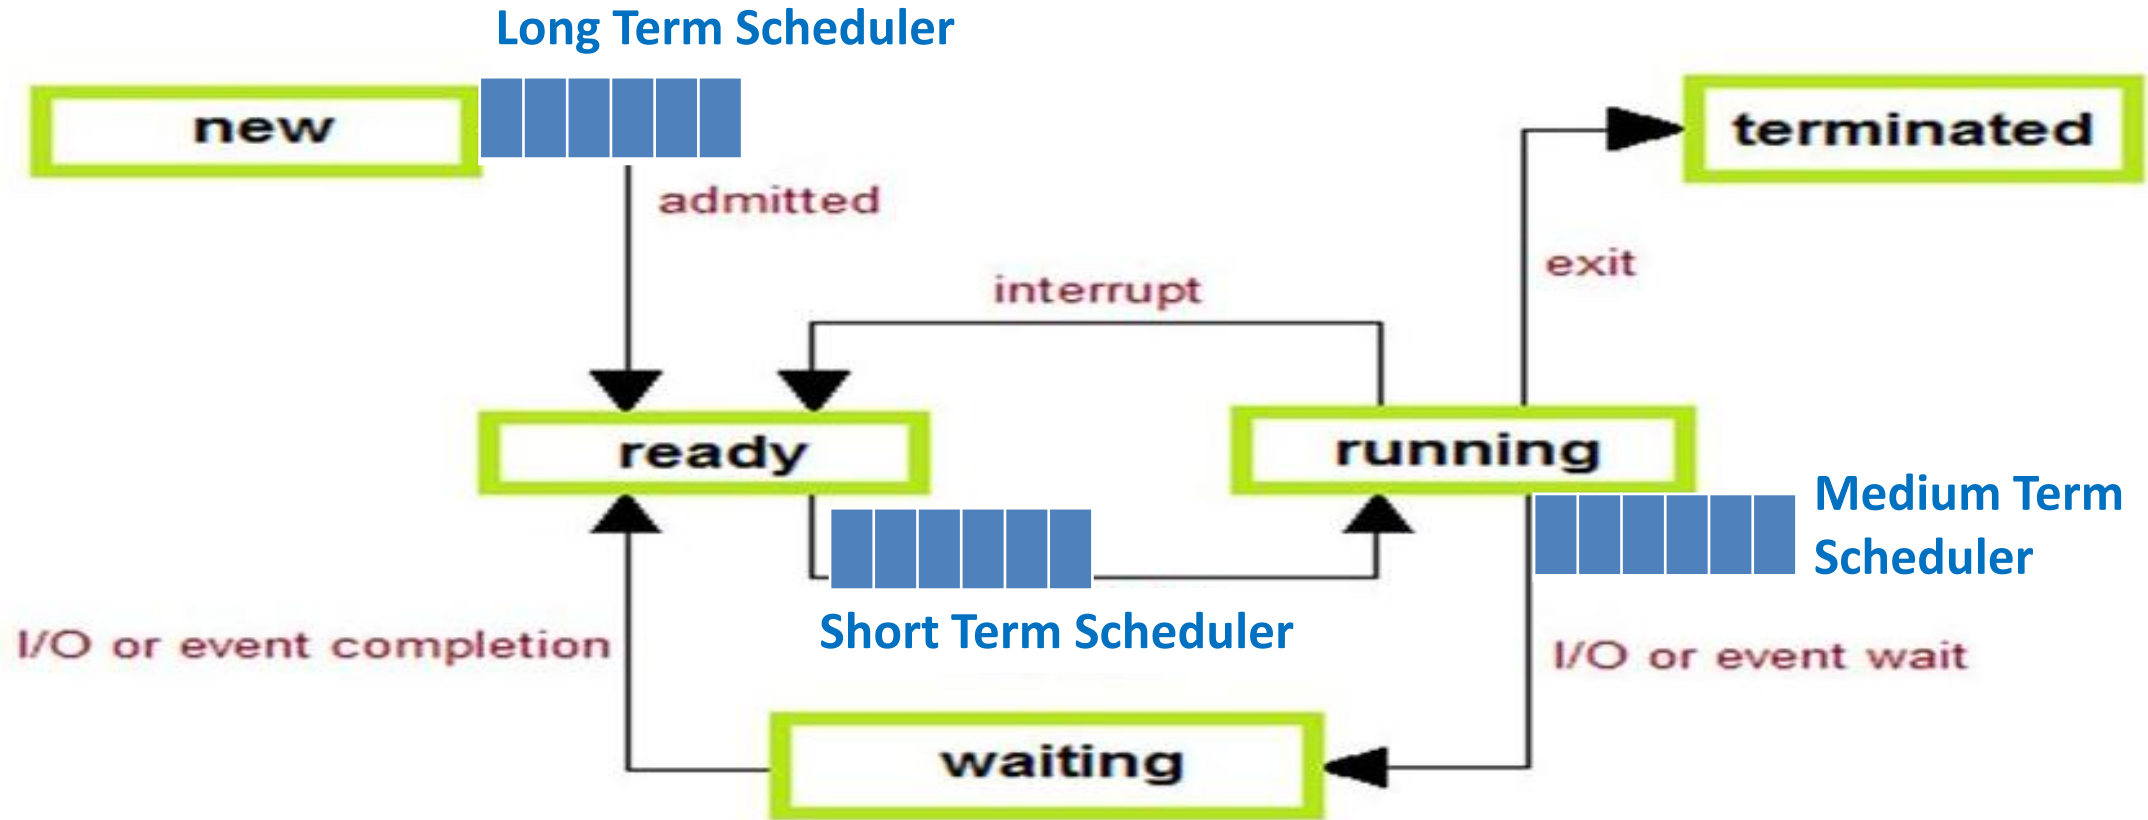 Long Term Scheduler
new
terminated
admitted
exit
interrupt
ready
running
Medium Term
Scheduler
Short Term Scheduler
I/O or event completion
I/O or event wait
waiting